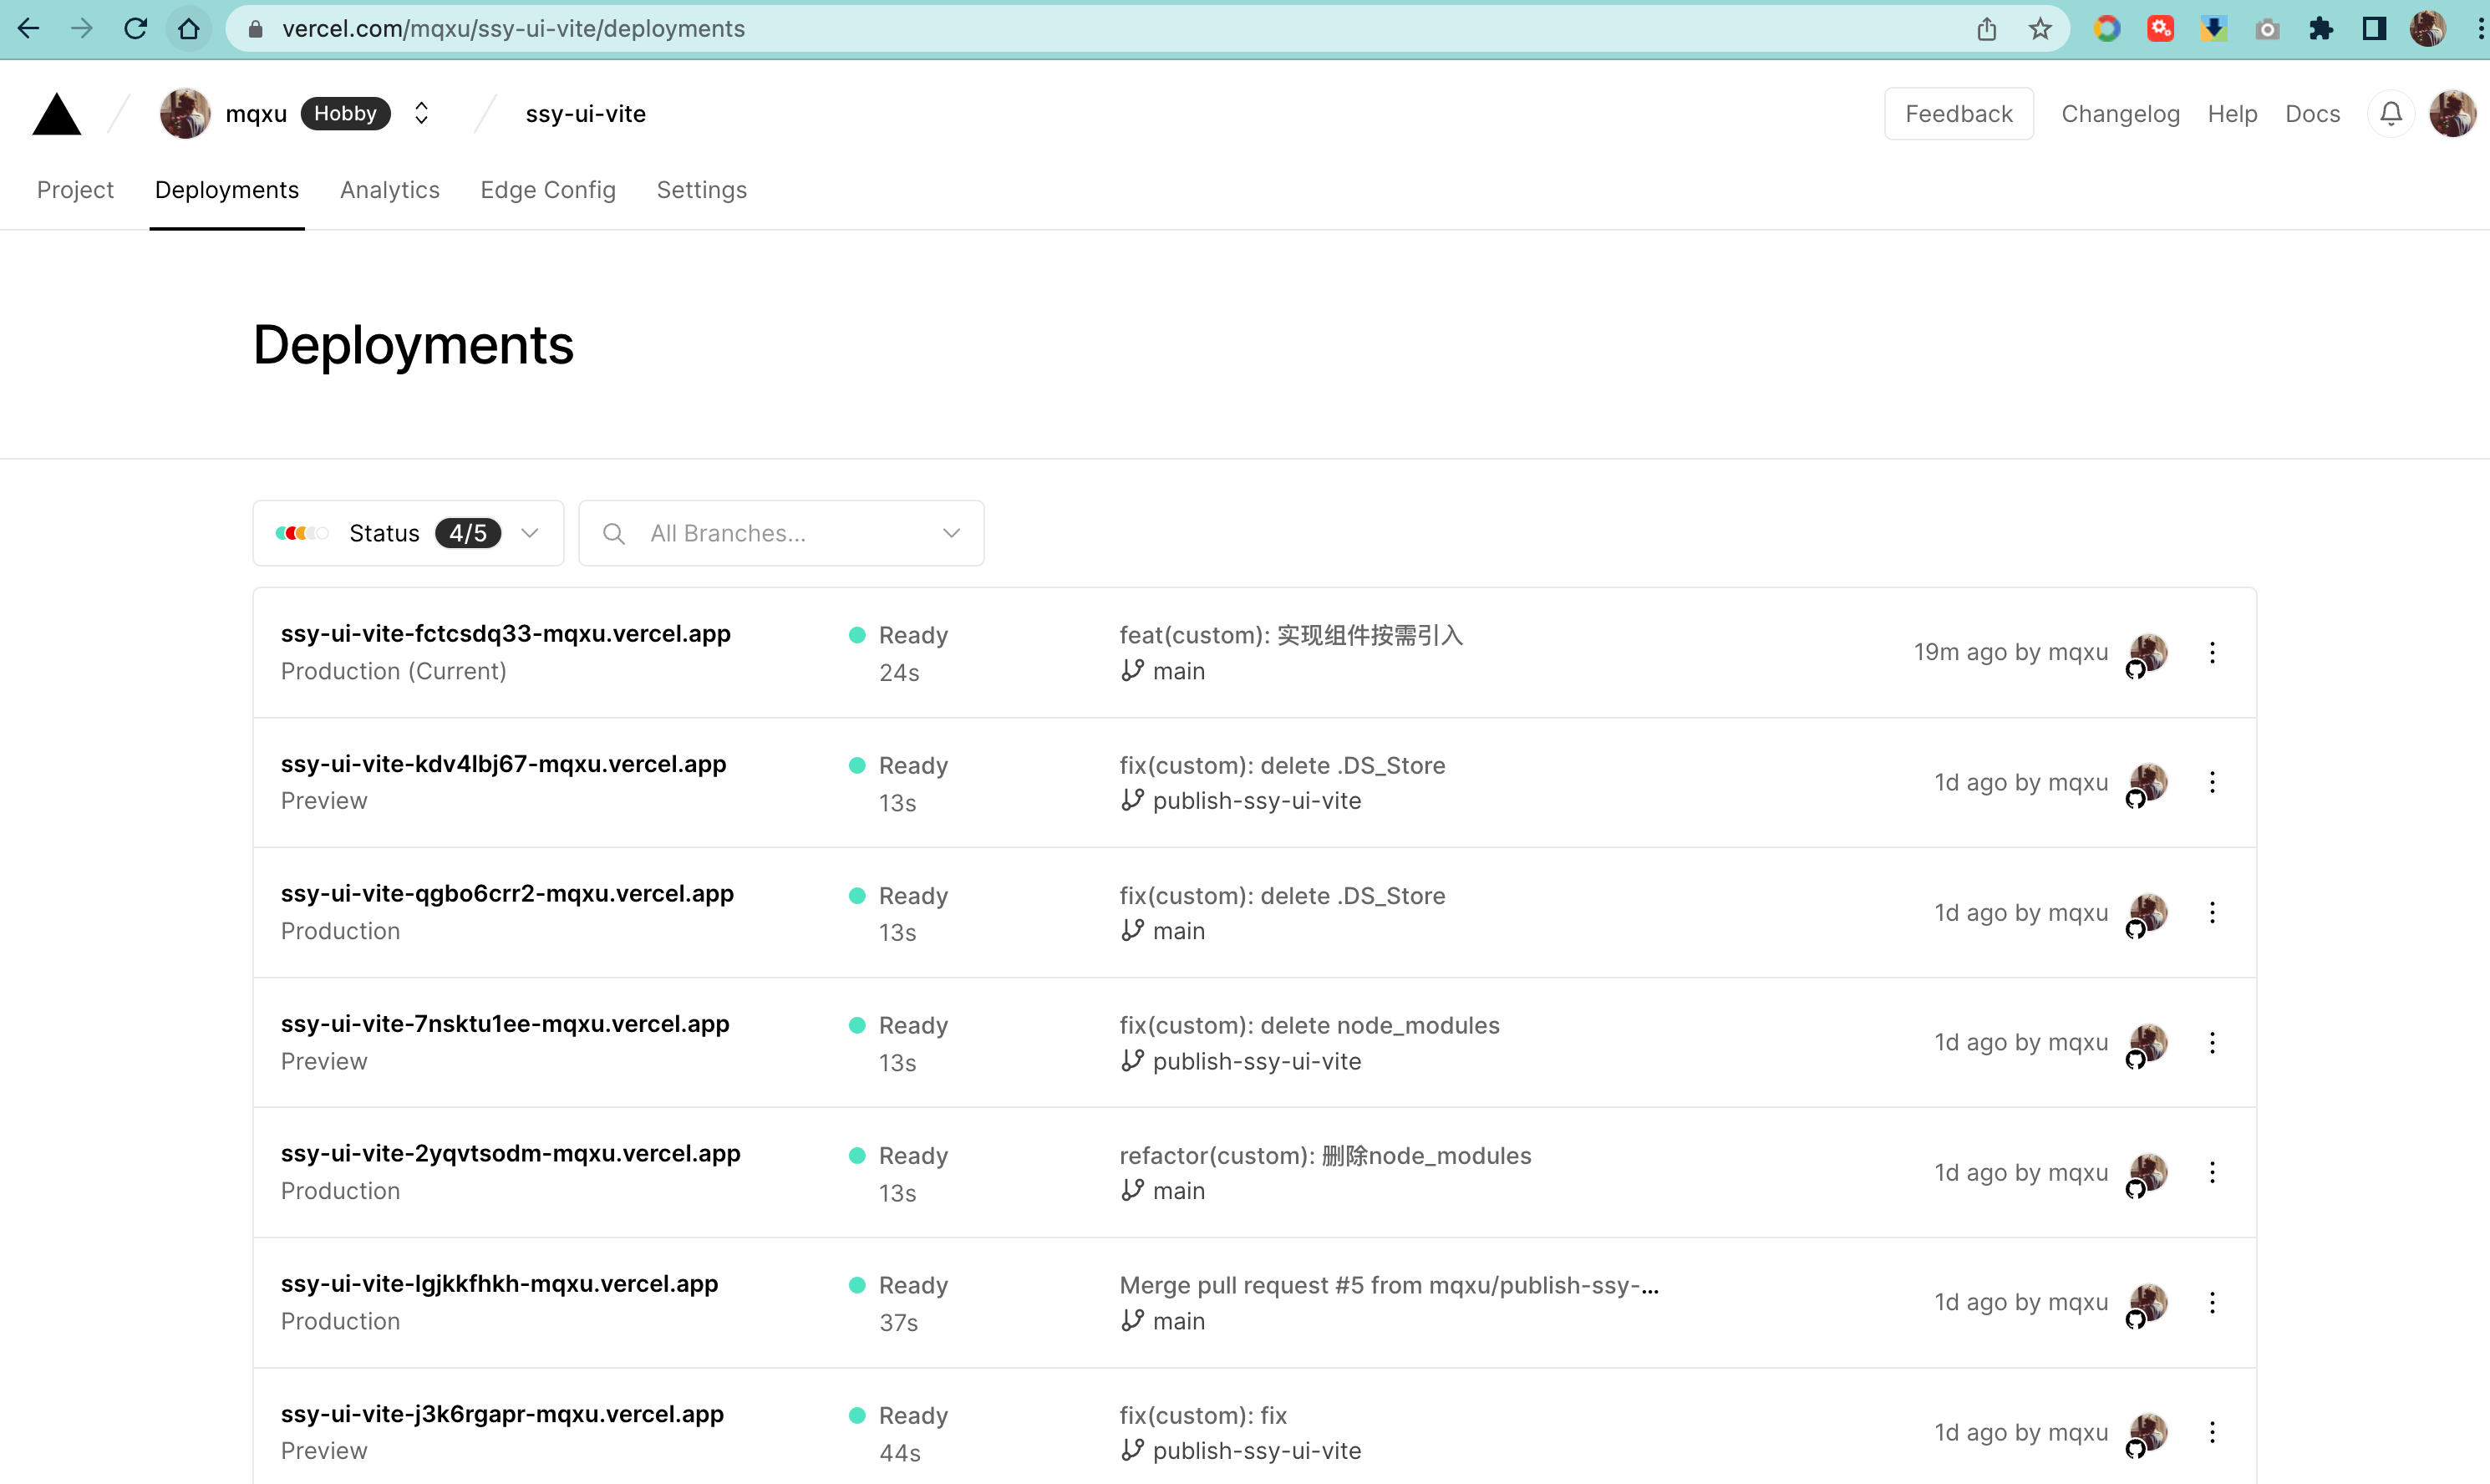 vercel.com/mqxu/ssy-ui-vite/deployments
mqxu Hobby ssy-ui-vite Feedback Changelog Help Docs
Project Deployments Analytics Edge Config Settings
Deployments
Status 4/5 All Branches...
ssy-ui-vite-fctcsdq33-mqxu.vercel.app Ready feat(custom): 实现组件按需引入 19m ago by mqxu
Production (Current) 24s main
ssy-ui-vite-kdv4lbj67-mqxu.vercel.app Ready fix(custom): delete .DS_Store 1d ago by mqxu
Preview 13s publish-ssy-ui-vite
ssy-ui-vite-qgbo6crr2-mqxu.vercel.app Ready fix(custom): delete .DS_Store 1d ago by mqxu
Production 13s main
ssy-ui-vite-7nsktu1ee-mqxu.vercel.app Ready fix(custom): delete node_modules 1d ago by mqxu
Preview 13s publish-ssy-ui-vite
ssy-ui-vite-2yqvtsodm-mqxu.vercel.app Ready refactor(custom): 删除node_modules 1d ago by mqxu
Production 13s main
ssy-ui-vite-lgjkkfhkh-mqxu.vercel.app Ready Merge pull request #5 from mqxu/publish-ssy-... 1d ago by mqxu
Production 37s main
ssy-ui-vite-j3k6rgapr-mqxu.vercel.app Ready fix(custom): fix 1d ago by mqxu
Preview 44s publish-ssy-ui-vite